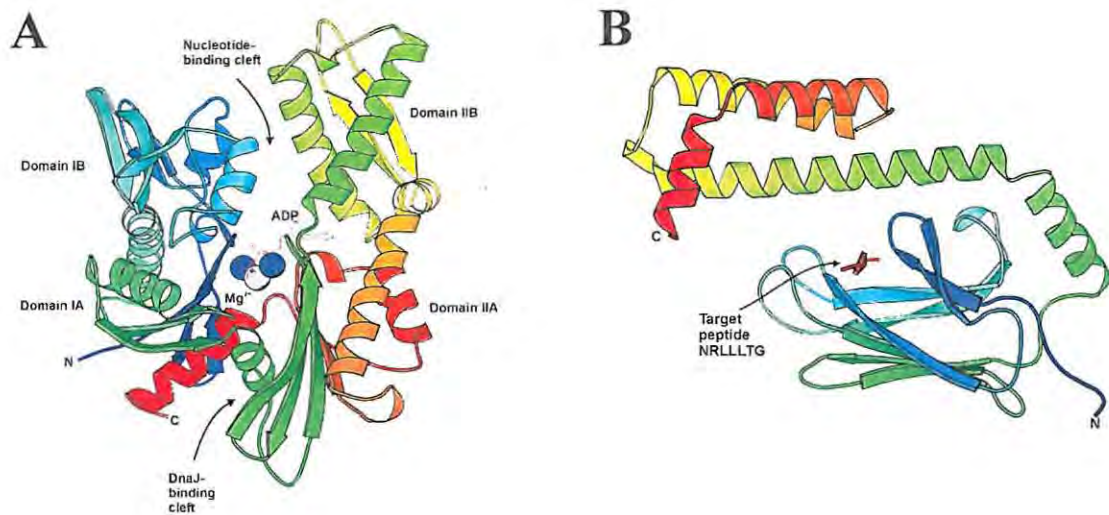 A
Nucleotide-
binding cleft
Domain IIB
Domain IB
ADP
Domain IA
Mg²⁺
Domain IIA
N
C
DnaJ-
binding
cleft
B
C
Target
peptide
NRLLLTG
N